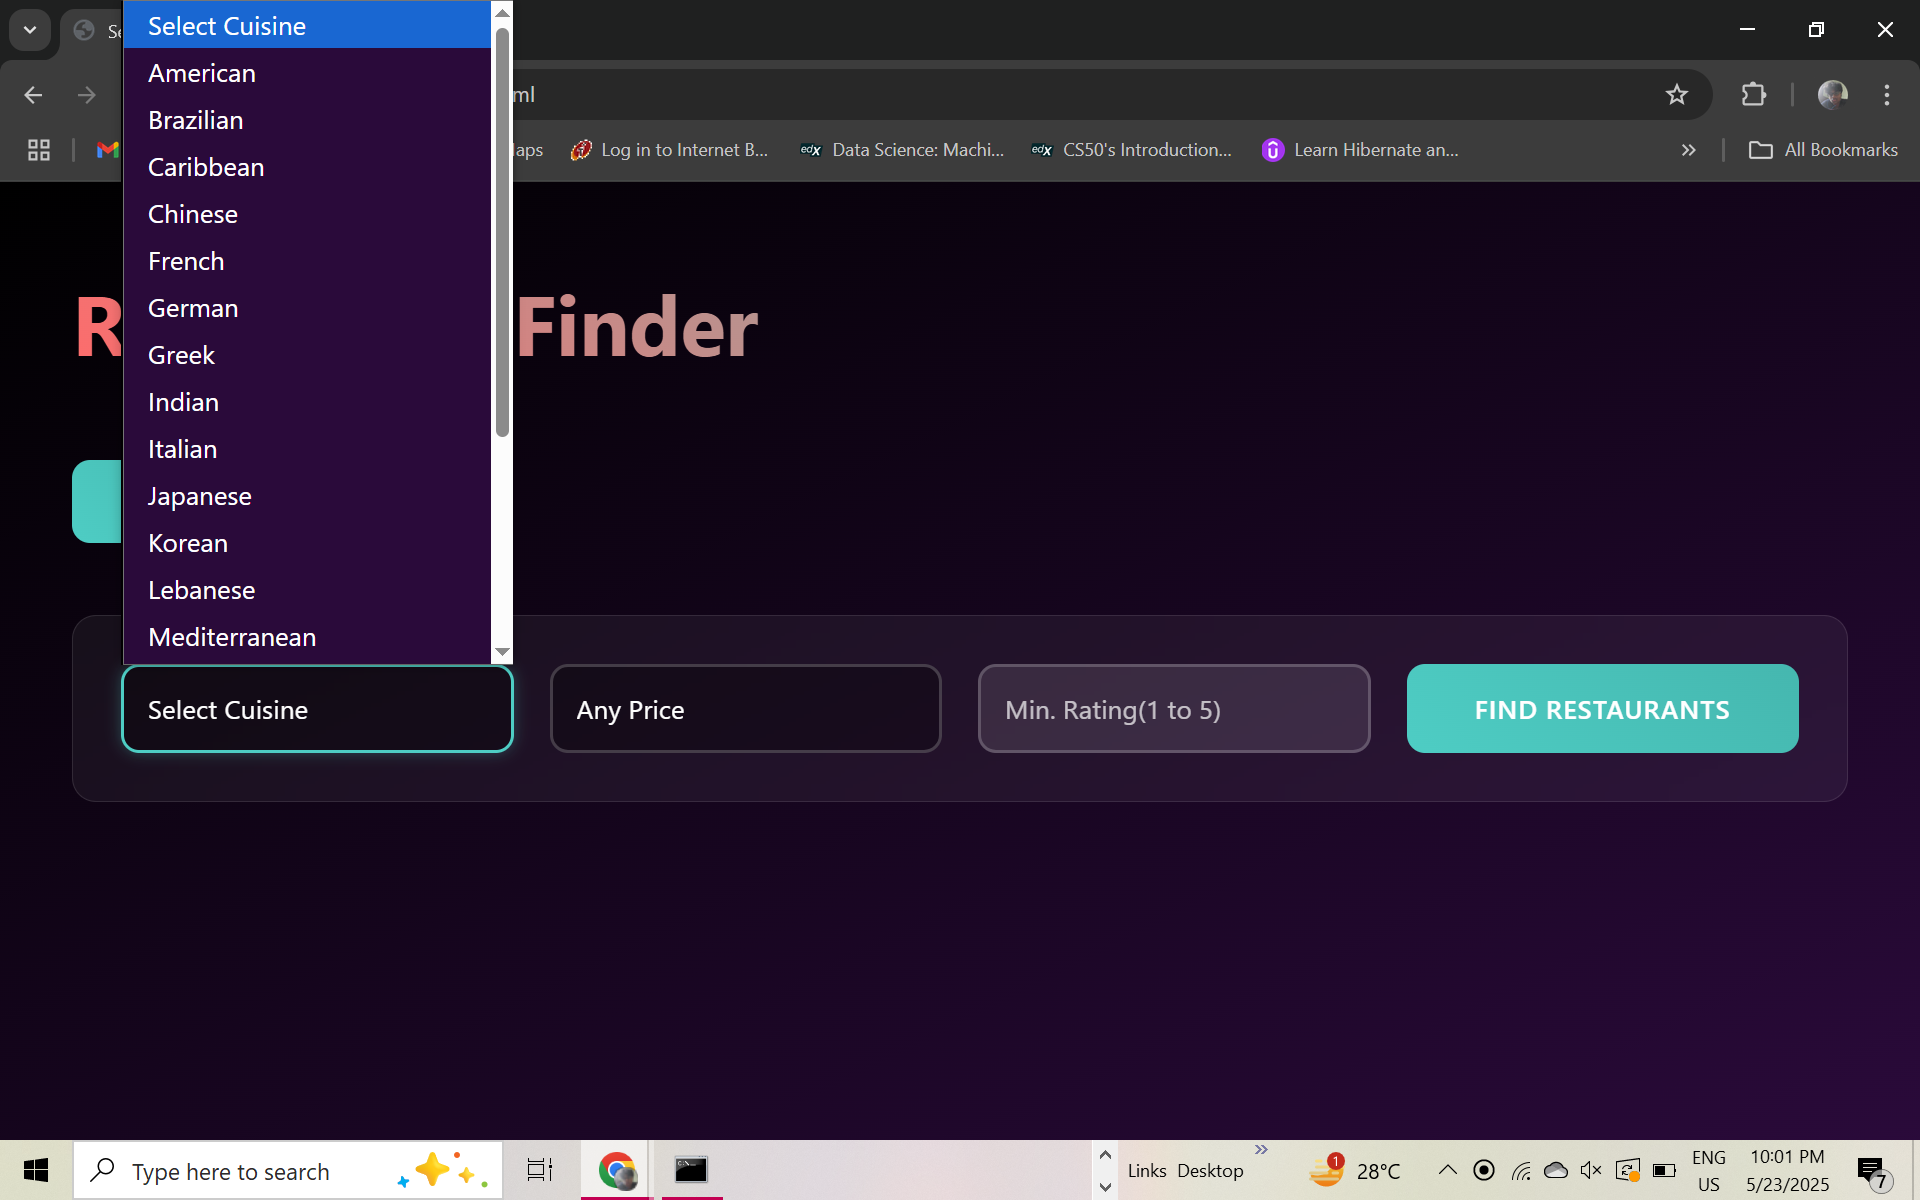 Select Cuisine
American
Brazilian
Caribbean
Chinese
French
German
Greek
Indian
Italian
Japanese
Korean
Lebanese
Mediterranean
ml
Log in to Internet B...
edX Data Science: Machi...
edX CS50's Introduction...
Learn Hibernate an...
All Bookmarks
R
Finder
Select Cuisine
Any Price
Min. Rating(1 to 5)
FIND RESTAURANTS
Type here to search
Links Desktop
1
28°C
ENG
US
10:01 PM
5/23/2025
7